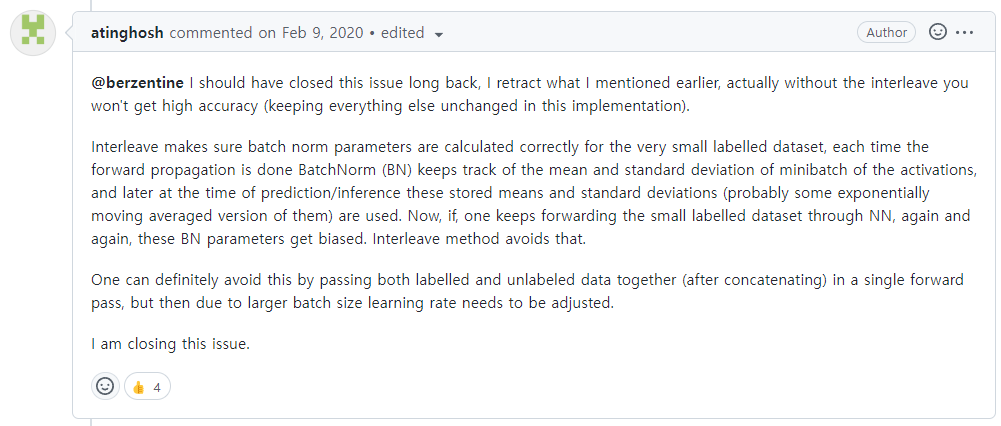 atinghosh commented on Feb 9, 2020 • edited
Author
@berzentine I should have closed this issue long back, I retract what I mentioned earlier, actually without the interleave you
won't get high accuracy (keeping everything else unchanged in this implementation).
Interleave makes sure batch norm parameters are calculated correctly for the very small labelled dataset, each time the
forward propagation is done BatchNorm (BN) keeps track of the mean and standard deviation of minibatch of the activations,
and later at the time of prediction/inference these stored means and standard deviations (probably some exponentially
moving averaged version of them) are used. Now, if, one keeps forwarding the small labelled dataset through NN, again and
again, these BN parameters get biased. Interleave method avoids that.
One can definitely avoid this by passing both labelled and unlabeled data together (after concatenating) in a single forward
pass, but then due to larger batch size learning rate needs to be adjusted.
I am closing this issue.
4